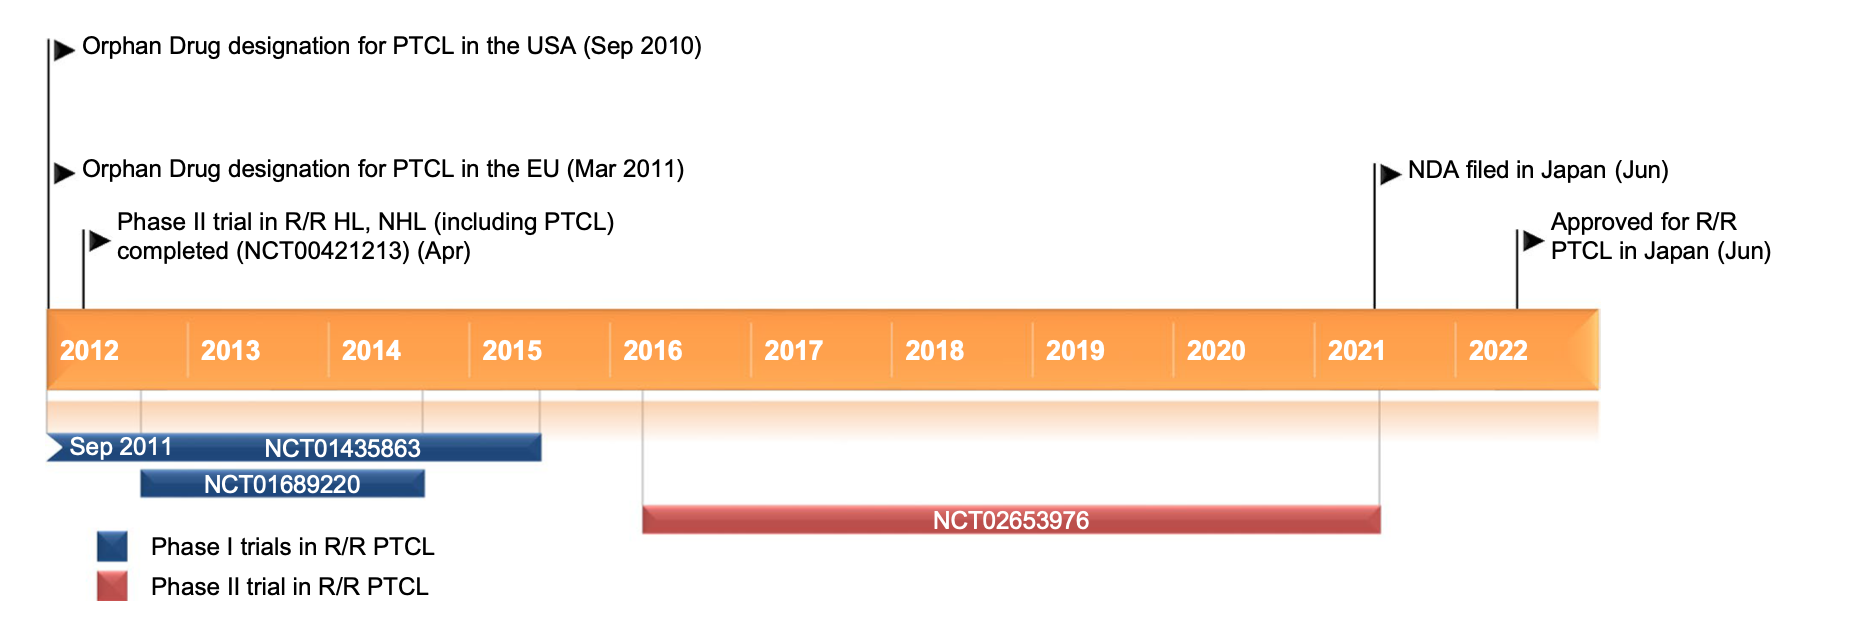 Orphan Drug designation for PTCL in the USA (Sep 2010)
Orphan Drug designation for PTCL in the EU (Mar 2011)
NDA filed in Japan (Jun)
Phase II trial in R/R HL, NHL (including PTCL)
completed (NCT00421213) (Apr)
Approved for R/R
PTCL in Japan (Jun)
2012 2013 2014 2015 2016 2017 2018 2019 2020 2021 2022
Sep 2011 NCT01435863
NCT01689220
NCT02653976
Phase I trials in R/R PTCL
Phase II trial in R/R PTCL